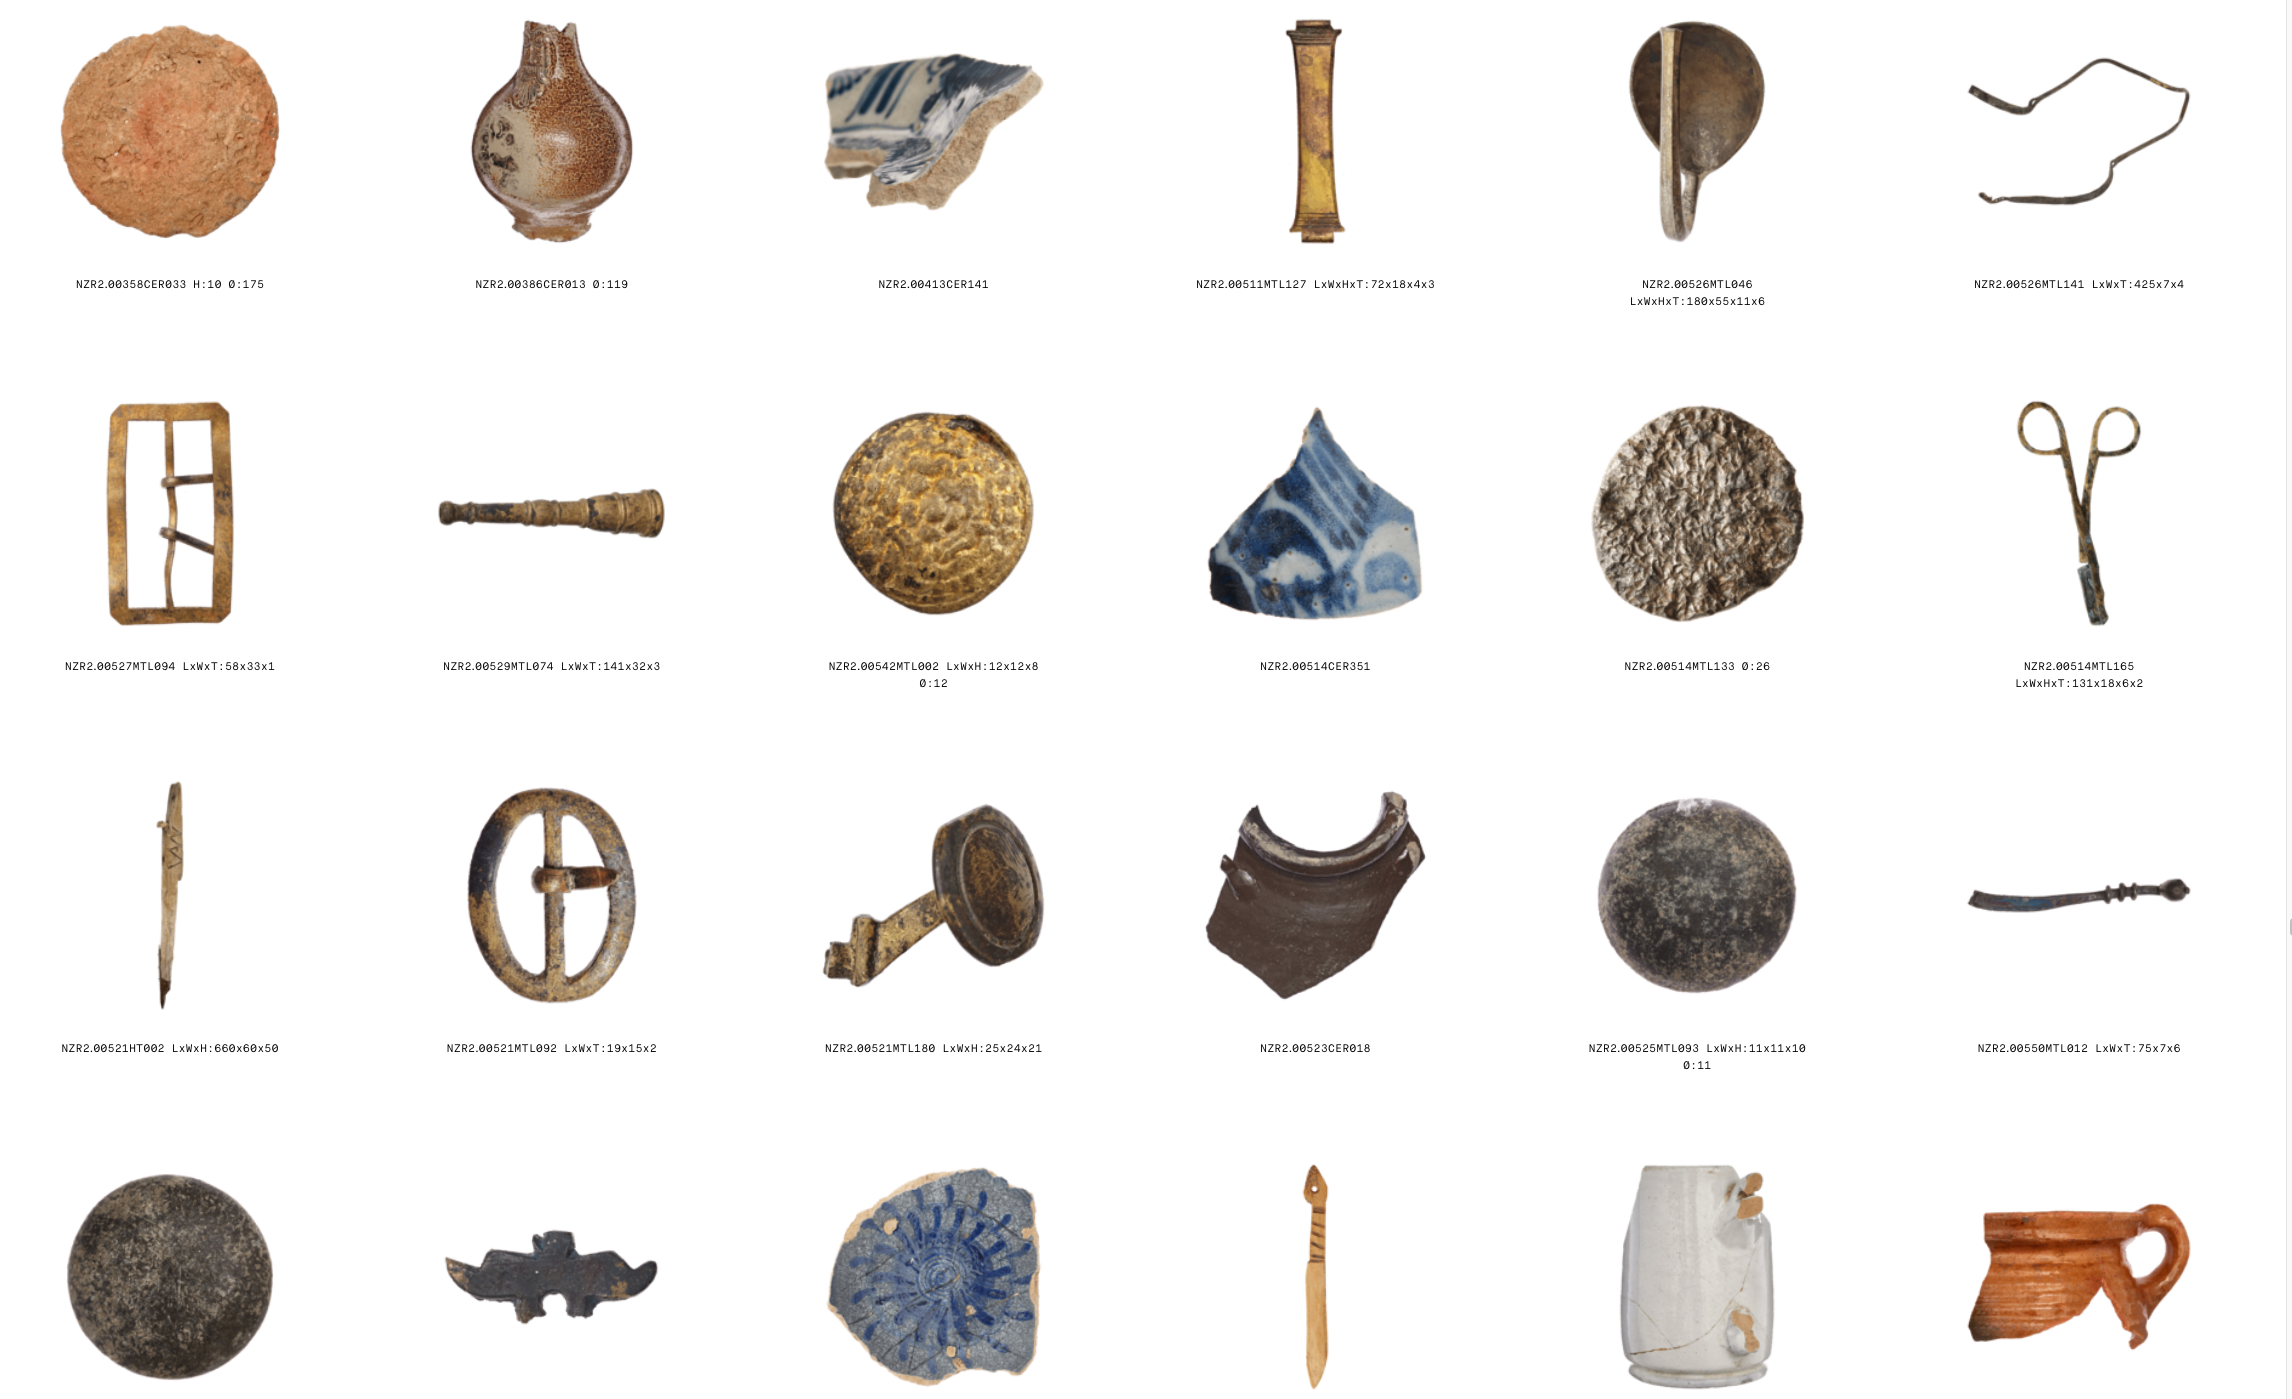 NZR2.00358CER033 H:10 Ø:175
NZR2.00386CER013 Ø:119
NZR2.00413CER141
NZR2.00511MTL127 LxWxHxT:72x18x4x3
NZR2.00526MTL046
LxWxHxT:180x55x11x6
NZR2.00526MTL141 LxWxT:425x7x4
NZR2.00527MTL094 LxWxT:58x33x1
NZR2.00529MTL074 LxWxT:141x32x3
NZR2.00542MTL002 LxWxH:12x12x8
Ø:12
NZR2.00514CER351
NZR2.00514MTL133 Ø:26
NZR2.00514MTL165
LxWxHxT:131x18x6x2
NZR2.00521HT002 LxWxH:660x60x50
NZR2.00521MTL092 LxWxT:19x15x2
NZR2.00521MTL180 LxWxH:25x24x21
NZR2.00523CER018
NZR2.00525MTL093 LxWxH:11x11x10
Ø:11
NZR2.00550MTL012 LxWxT:75x7x6